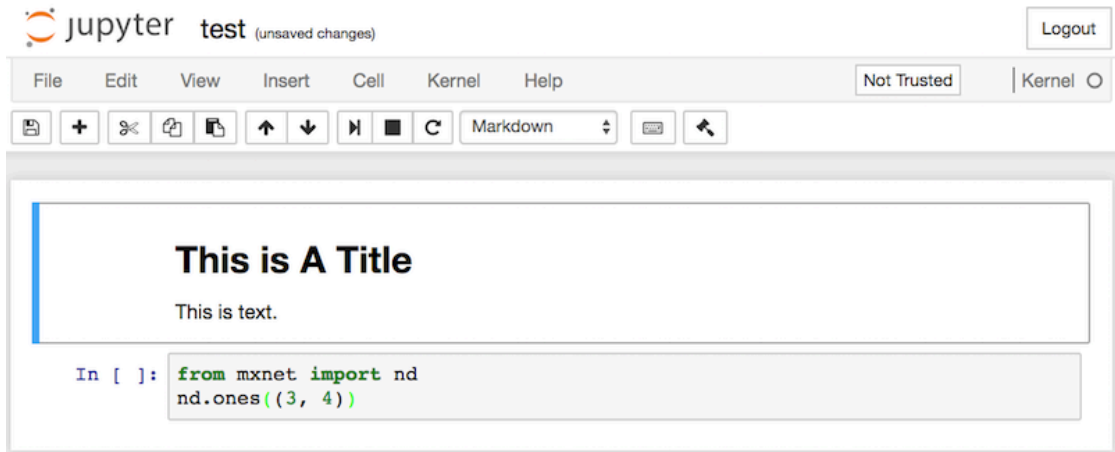 jupyter test (unsaved changes) Logout
File Edit View Insert Cell Kernel Help Not Trusted Kernel
Markdown
This is A Title
This is text.
In [ ]: from mxnet import nd
nd.ones((3, 4))